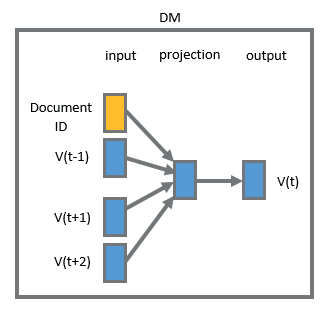 DM
input projection output
Document
ID
V(t-1)
V(t+1)
V(t+2)
V(t)